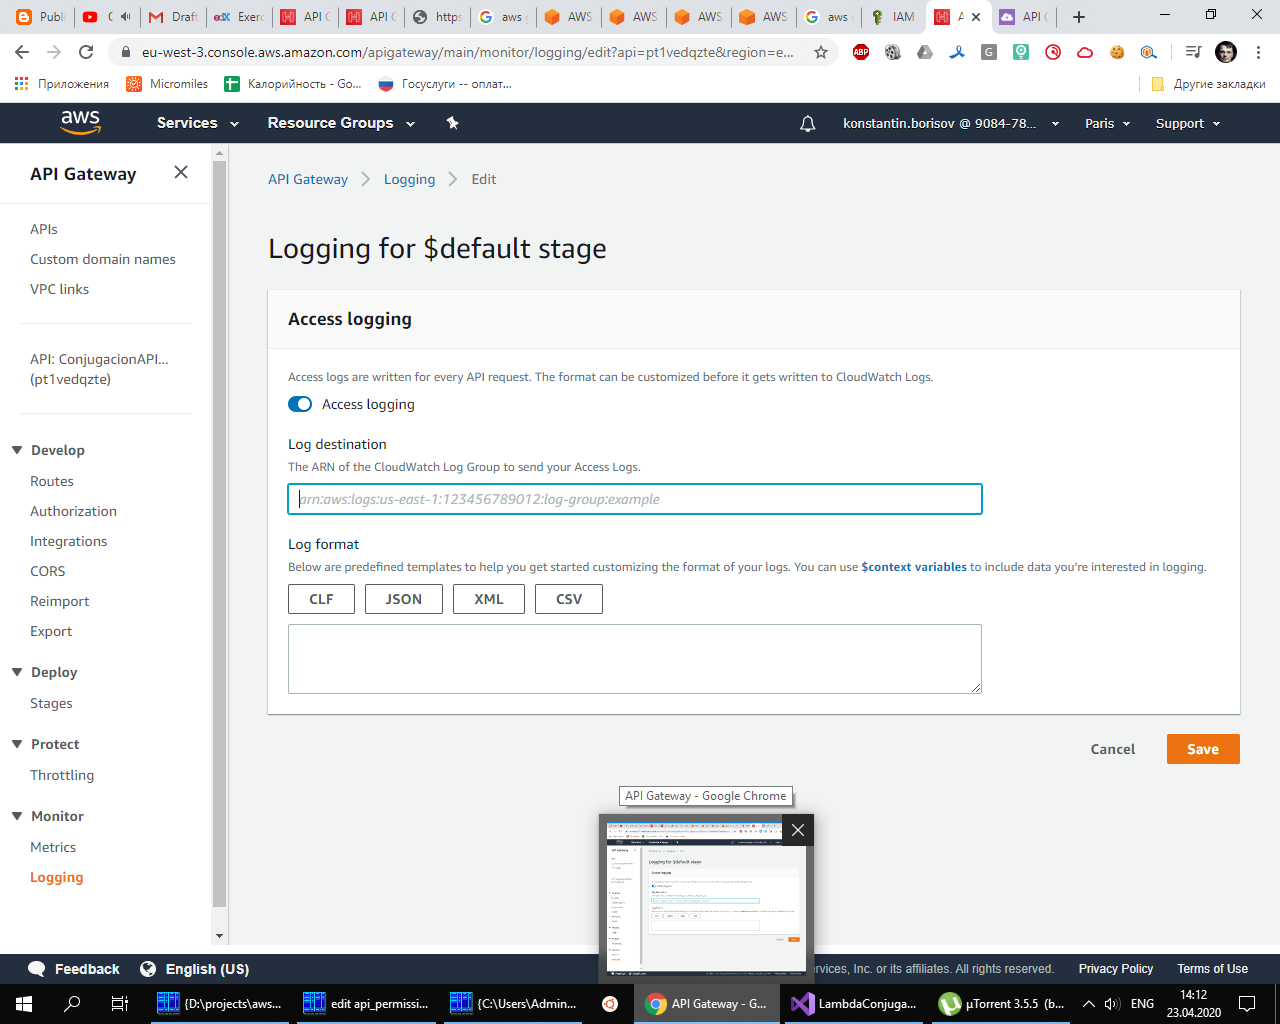 Publi
C
Draft
edX Exerc
API G
API G
https
aws g
AWS
AWS
AWS
AWS
aws
IAM
A
API G
eu-west-3.console.aws.amazon.com/apigateway/main/monitor/logging/edit?api=pt1vedqzte&region=e...
ABP
G
Приложения
Micromiles
Калорийность - Go...
Госуслуги -- оплат...
Другие закладки
aws
Services
Resource Groups
konstantin.borisov @ 9084-78...
Paris
Support
API Gateway
APIs
Custom domain names
VPC links
API: ConjugacionAPI...
(pt1vedqzte)
Develop
Routes
Authorization
Integrations
CORS
Reimport
Export
Deploy
Stages
Protect
Throttling
Monitor
Metrics
Logging
API Gateway
Logging
Edit
Logging for $default stage
Access logging
Access logs are written for every API request. The format can be customized before it gets written to CloudWatch Logs.
Access logging
Log destination
The ARN of the CloudWatch Log Group to send your Access Logs.
arn:aws:logs:us-east-1:123456789012:log-group:example
Log format
Below are predefined templates to help you get started customizing the format of your logs. You can use $context variables to include data you're interested in logging.
CLF
JSON
XML
CSV
Cancel
Save
API Gateway - Google Chrome
Logging for $default stage
Feedback
English (US)
ervices, Inc. or its affiliates. All rights reserved.
Privacy Policy
Terms of Use
{D:\projects\aws...
edit api_permissi...
{C:\Users\Admin...
API Gateway - G...
LambdaConjuga...
µTorrent 3.5.5 (b...
ENG
14:12
23.04.2020